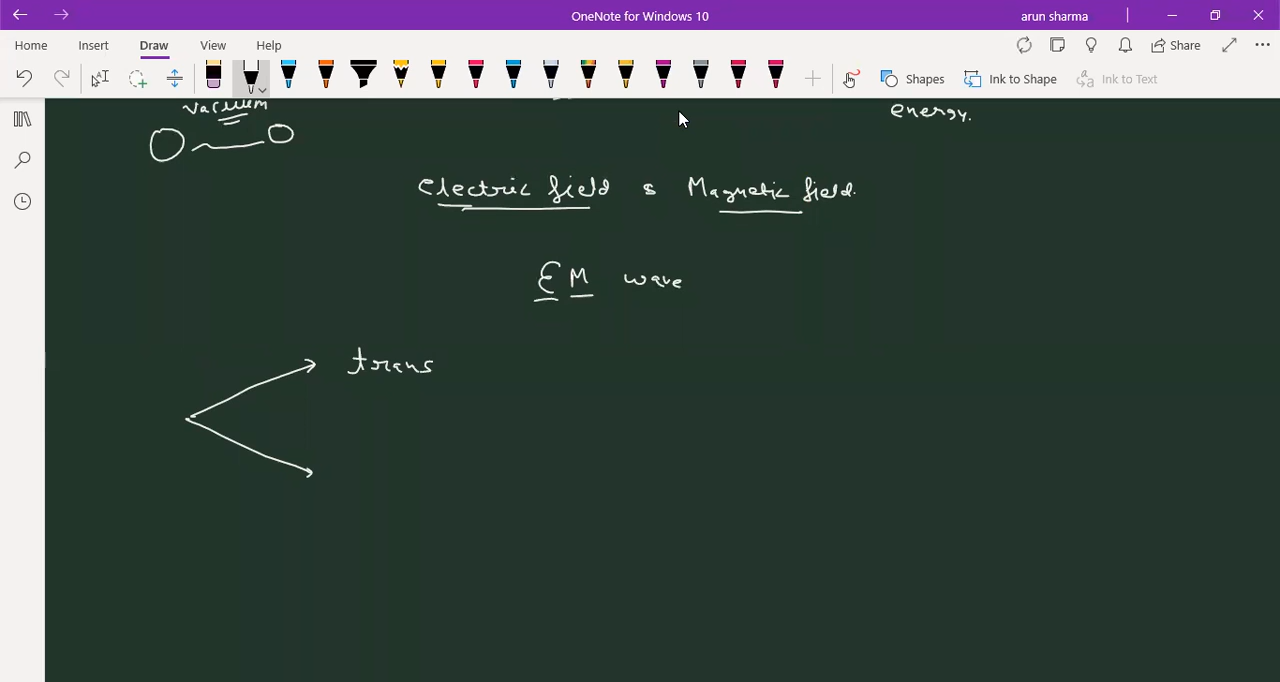 OneNote for Windows 10
arun sharma
Home Insert Draw View Help
Share
Shapes
Ink to Shape
Ink to Text
vacuum
energy.
Electric field & Magnetic field.
EM wave
trans